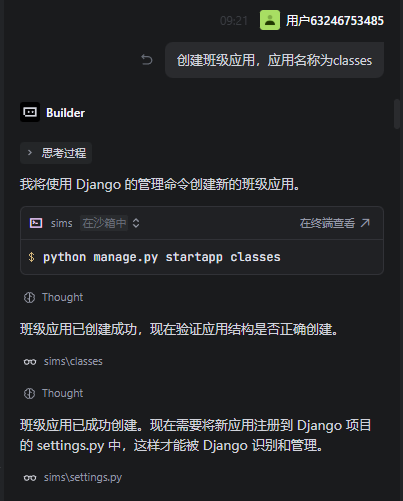 09:21 用户63246753485
创建班级应用，应用名称为classes
Builder
思考过程
我将使用 Django 的管理命令创建新的班级应用。
sims 在沙箱中 在终端查看
$ python manage.py startapp classes
Thought
班级应用已创建成功，现在验证应用结构是否正确创建。
sims\classes
Thought
班级应用已成功创建。现在需要将新应用注册到 Django 项目
的 settings.py 中，这样才能被 Django 识别和管理。
sims\settings.py